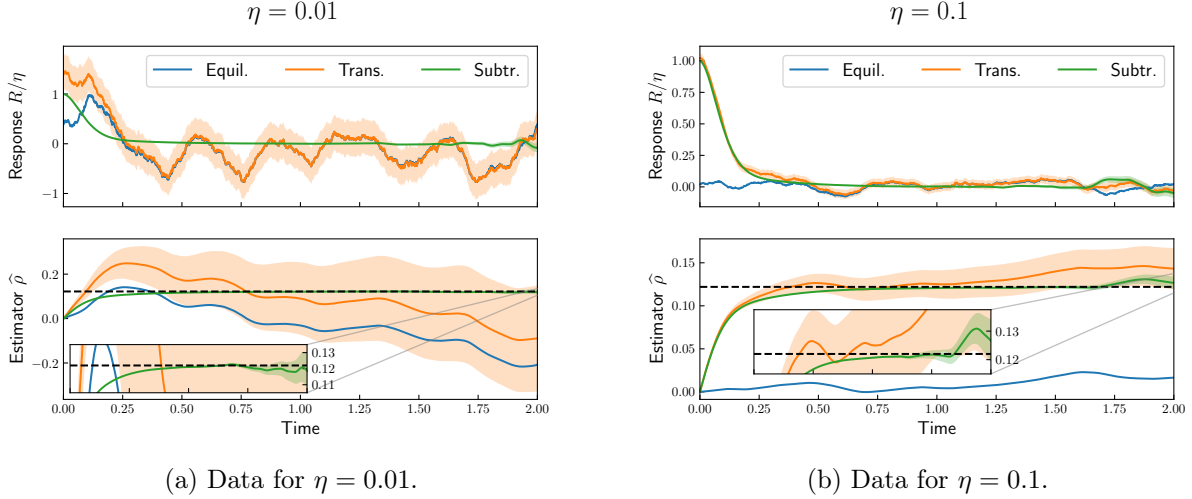 η = 0.01
η = 0.1
Response R/η
1
0
−1
Equil.
Trans.
Subtr.
Response R/η
1.00
0.75
0.50
0.25
0.00
Equil.
Trans.
Subtr.
Estimator ρ̂
0.2
0.0
−0.2
0.13
0.12
0.11
0.00
0.25
0.50
0.75
1.00
1.25
1.50
1.75
2.00
Time
Estimator ρ̂
0.15
0.10
0.05
0.00
0.13
0.12
0.00
0.25
0.50
0.75
1.00
1.25
1.50
1.75
2.00
Time
(a) Data for η = 0.01.
(b) Data for η = 0.1.